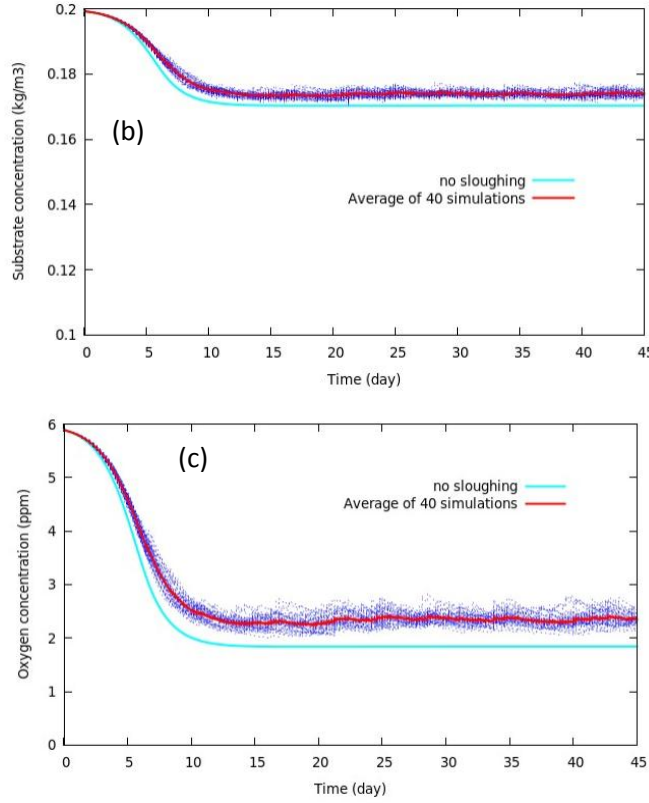 0.2
0.18
0.16
0.14
0.12
0.1
Substrate concentration (kg/m3)
(b)
no sloughing
Average of 40 simulations
0 5 10 15 20 25 30 35 40 45
Time (day)
6
5
4
3
2
1
0
Oxygen concentration (ppm)
(c)
no sloughing
Average of 40 simulations
0 5 10 15 20 25 30 35 40 45
Time (day)